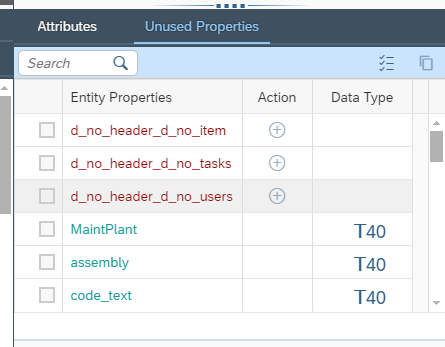 Attributes Unused Properties
Search
Entity Properties Action Data Type
d_no_header_d_no_item
d_no_header_d_no_tasks
d_no_header_d_no_users
MaintPlant T40
assembly T40
code_text T40